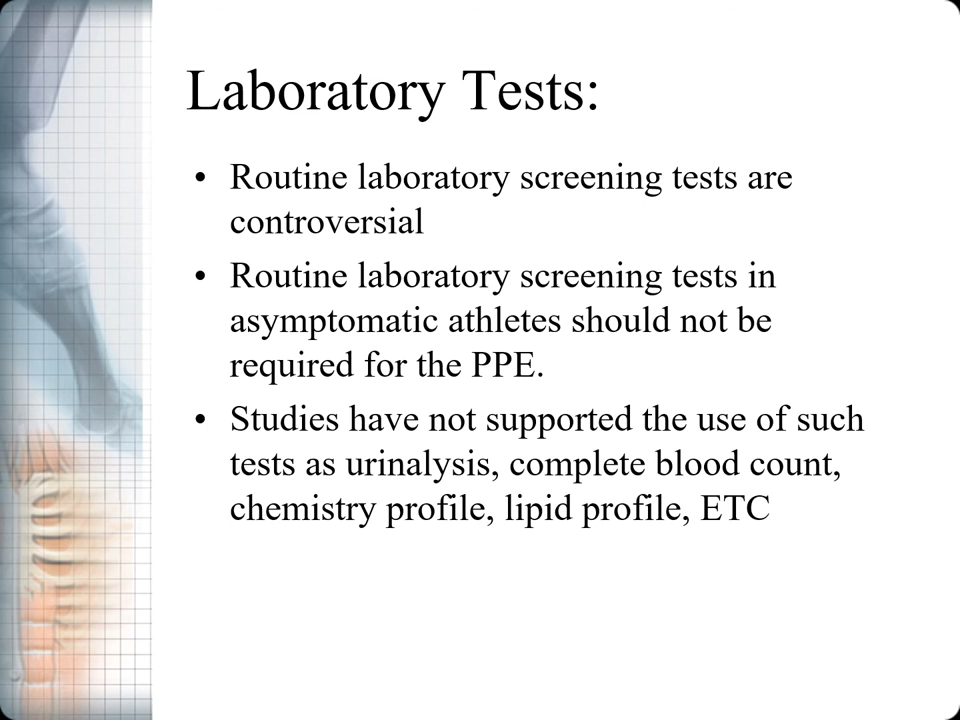 Laboratory Tests:
• Routine laboratory screening tests are
controversial
• Routine laboratory screening tests in
asymptomatic athletes should not be
required for the PPE.
• Studies have not supported the use of such
tests as urinalysis, complete blood count,
chemistry profile, lipid profile, ETC